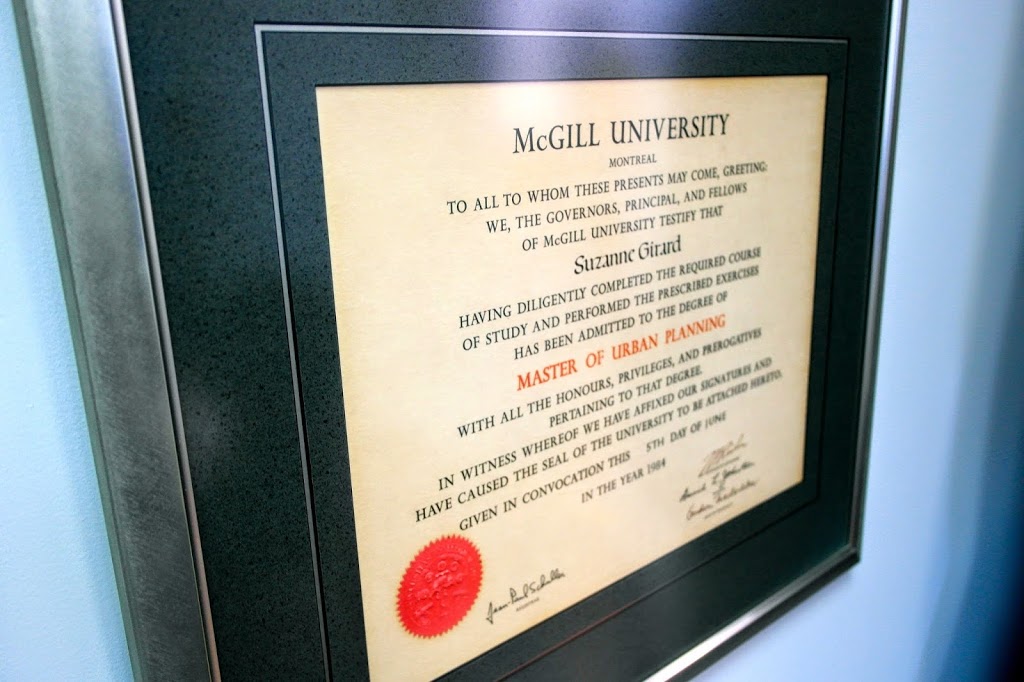 McGILL UNIVERSITY
MONTREAL
TO ALL TO WHOM THESE PRESENTS MAY COME, GREETING:
WE, THE GOVERNORS, PRINCIPAL, AND FELLOWS
OF McGILL UNIVERSITY TESTIFY THAT
Suzanne Girard
HAVING DILIGENTLY COMPLETED THE REQUIRED COURSE
OF STUDY AND PERFORMED THE PRESCRIBED EXERCISES
HAS BEEN ADMITTED TO THE DEGREE OF
MASTER OF URBAN PLANNING
WITH ALL THE HONOURS, PRIVILEGES, AND PREROGATIVES
PERTAINING TO THAT DEGREE.
IN WITNESS WHEREOF WE HAVE AFFIXED OUR SIGNATURES AND
HAVE CAUSED THE SEAL OF THE UNIVERSITY TO BE ATTACHED HERETO.
GIVEN IN CONVOCATION THIS 5TH DAY OF JUNE
IN THE YEAR 1984
Jean-Paul Schuller